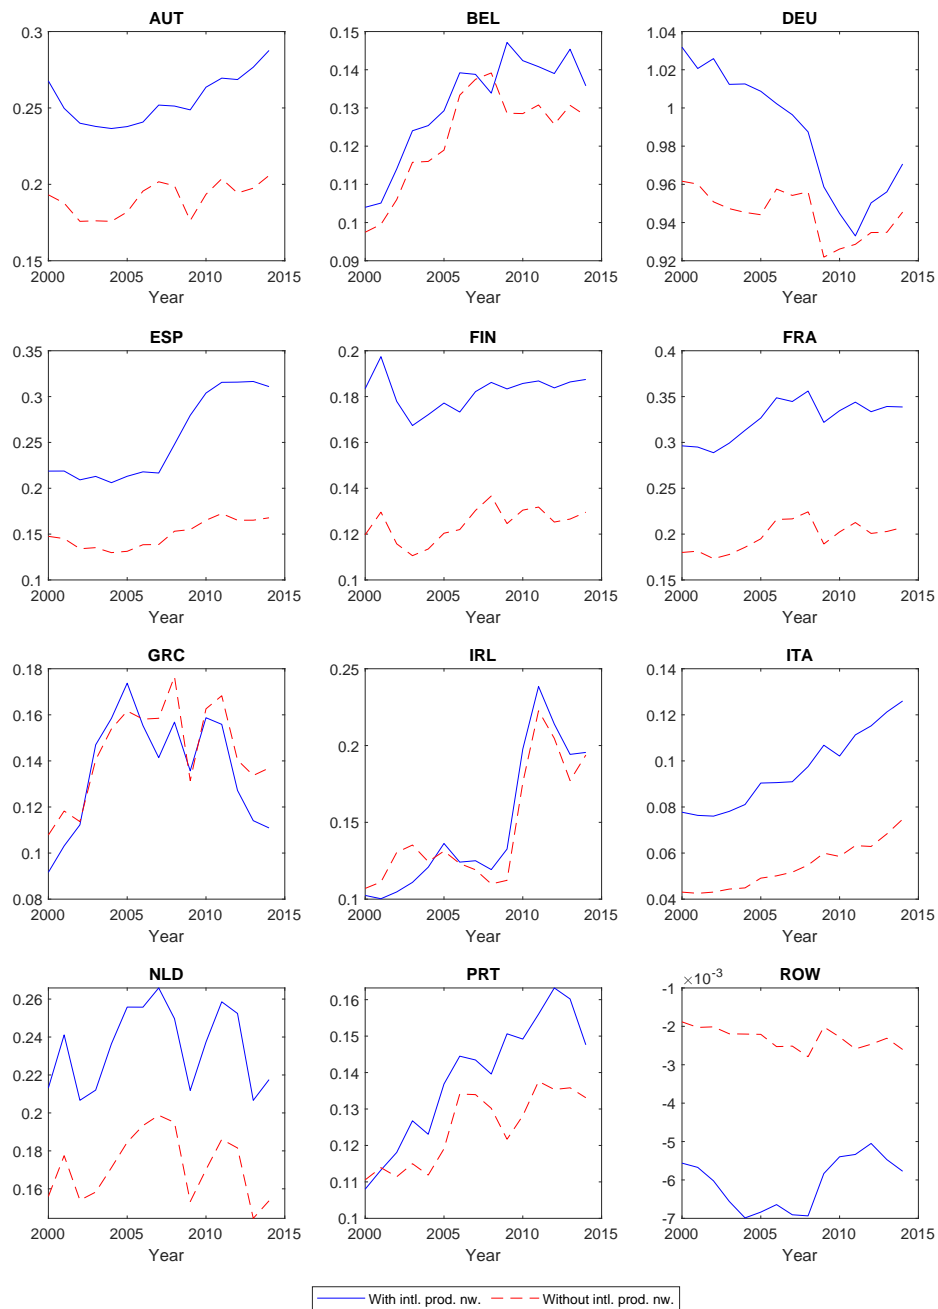 AUT BEL DEU
0.3 0.15 1.04
0.14 1.02
0.25 0.13 1
0.12 0.98
0.2 0.11 0.96
0.1 0.94
0.15 0.09 0.92
2000 2005 2010 2015 2000 2005 2010 2015 2000 2005 2010 2015
Year Year Year
ESP FIN FRA
0.35 0.2 0.4
0.3 0.18 0.35
0.25 0.16 0.3
0.2 0.14 0.25
0.15 0.12 0.2
0.1 0.1 0.15
2000 2005 2010 2015 2000 2005 2010 2015 2000 2005 2010 2015
Year Year Year
GRC IRL ITA
0.18 0.25 0.14
0.16 0.12
0.14 0.2 0.1
0.12 0.15 0.08
0.1 0.06
0.08 0.1 0.04
2000 2005 2010 2015 2000 2005 2010 2015 2000 2005 2010 2015
Year Year Year
NLD PRT ROW
×10-3
0.26 0.16 -1
0.24 0.15 -2
0.22 0.14 -3
0.2 0.13 -4
0.18 0.12 -5
0.16 0.11 -6
0.1 -7
2000 2005 2010 2015 2000 2005 2010 2015 2000 2005 2010 2015
Year Year Year
With intl. prod. nw. Without intl. prod. nw.